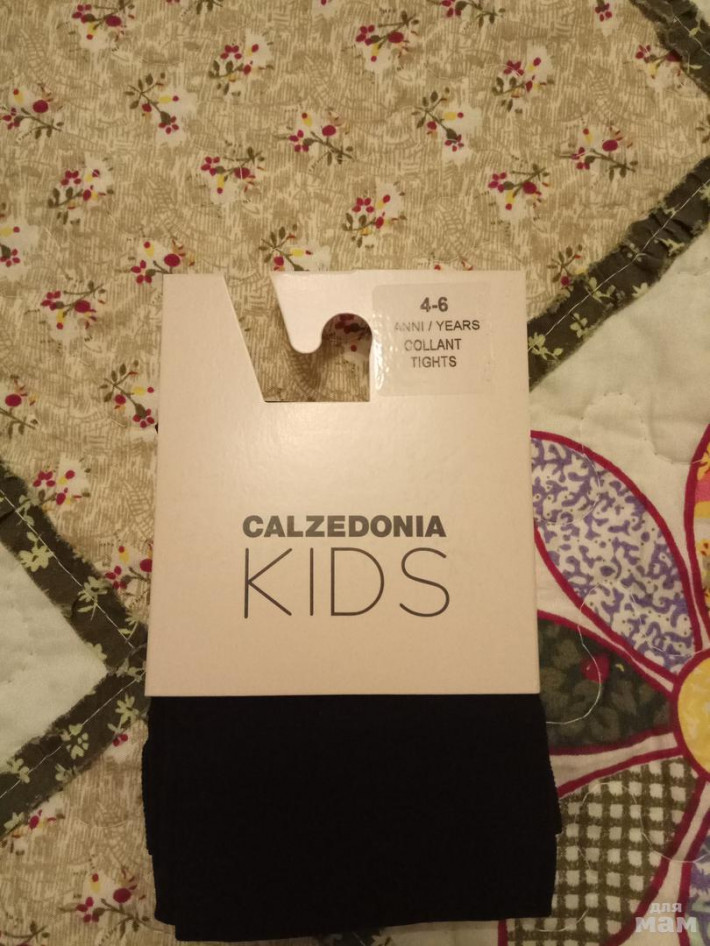 4-6
ANNI / YEARS
COLLANT
TIGHTS
CALZEDONIA
KIDS
для
мам